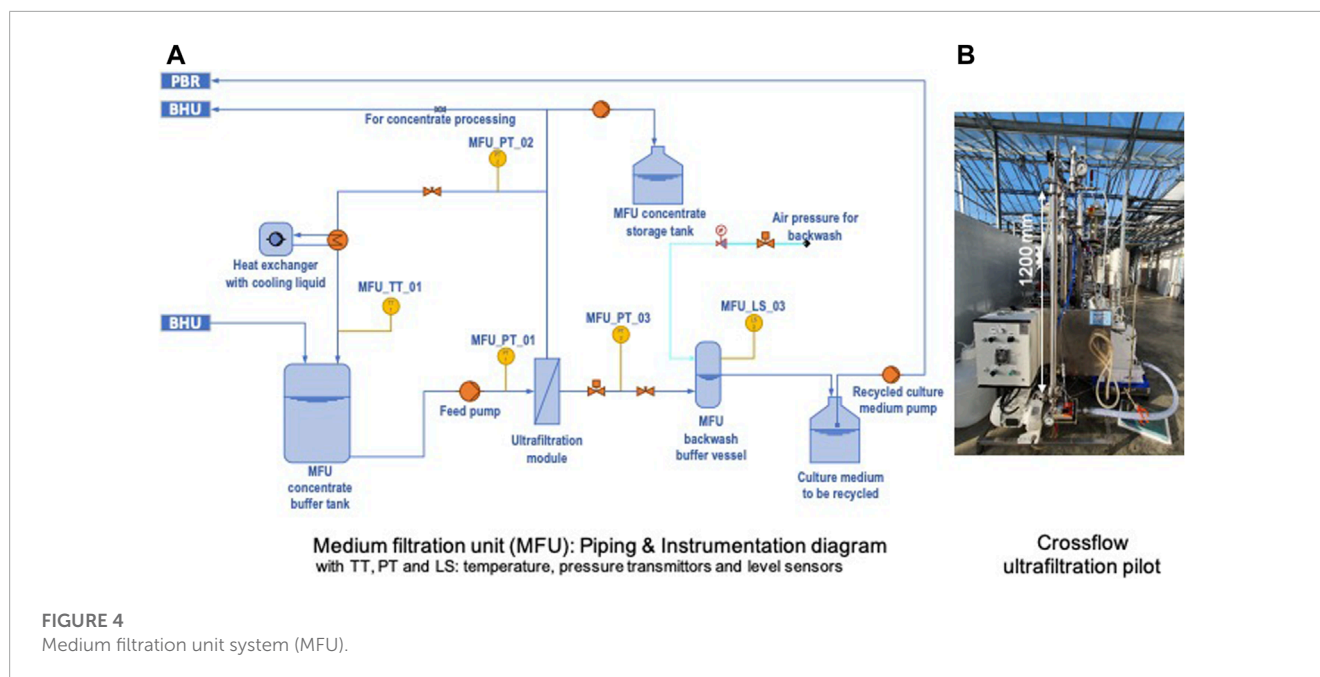 A
B
PBR
BHU
For concentrate processing
MFU_PT_02
MFU concentrate
storage tank
Air pressure for
backwash
Heat exchanger
with cooling liquid
MFU_TT_01
BHU
MFU_PT_01
MFU_PT_03
MFU_LS_03
Feed pump
Ultrafiltration
module
MFU
backwash
buffer vessel
Recycled culture
medium pump
MFU
concentrate
buffer tank
Culture medium
to be recycled
1200 mm
Medium filtration unit (MFU): Piping & Instrumentation diagram
with TT, PT and LS: temperature, pressure transmittors and level sensors
Crossflow
ultrafiltration pilot
FIGURE 4
Medium filtration unit system (MFU).